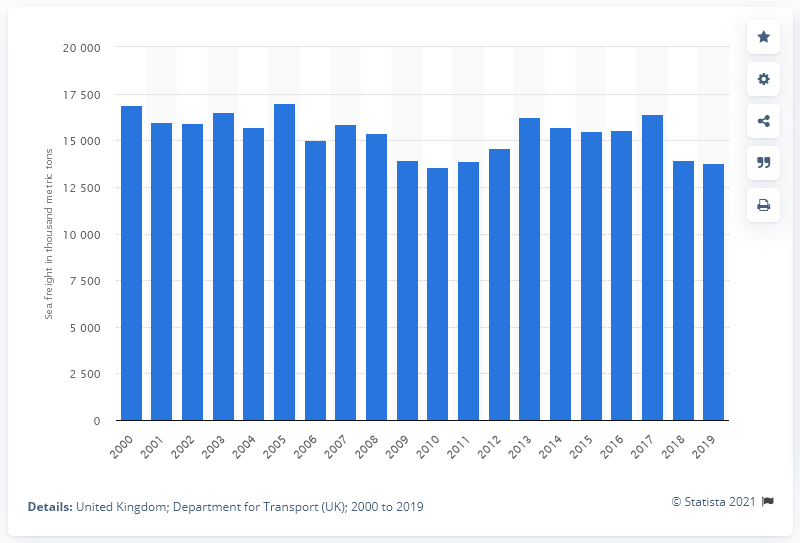 20 000
17 500
15 000
12 500
10 000
7 500
5 000
2 500
0
Sea freight in thousand metric tons
2000 2001 2002 2003 2004 2005 2006 2007 2008 2009 2010 2011 2012 2013 2014 2015 2016 2017 2018 2019
© Statista 2021
Details: United Kingdom; Department for Transport (UK); 2000 to 2019